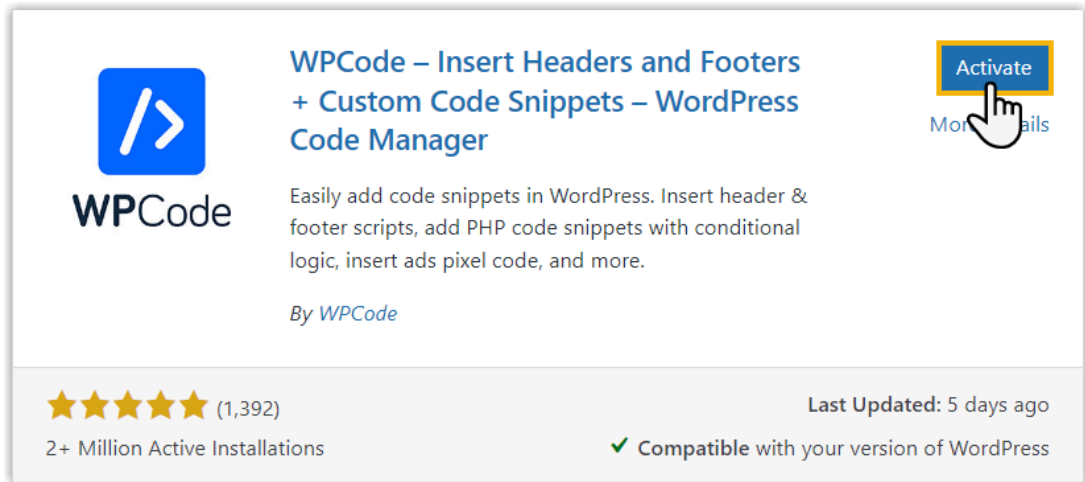 WPCode
WPCode – Insert Headers and Footers
+ Custom Code Snippets – WordPress
Code Manager
Easily add code snippets in WordPress. Insert header &
footer scripts, add PHP code snippets with conditional
logic, insert ads pixel code, and more.
By WPCode
Activate
More Details
(1,392)
2+ Million Active Installations
Last Updated: 5 days ago
Compatible with your version of WordPress